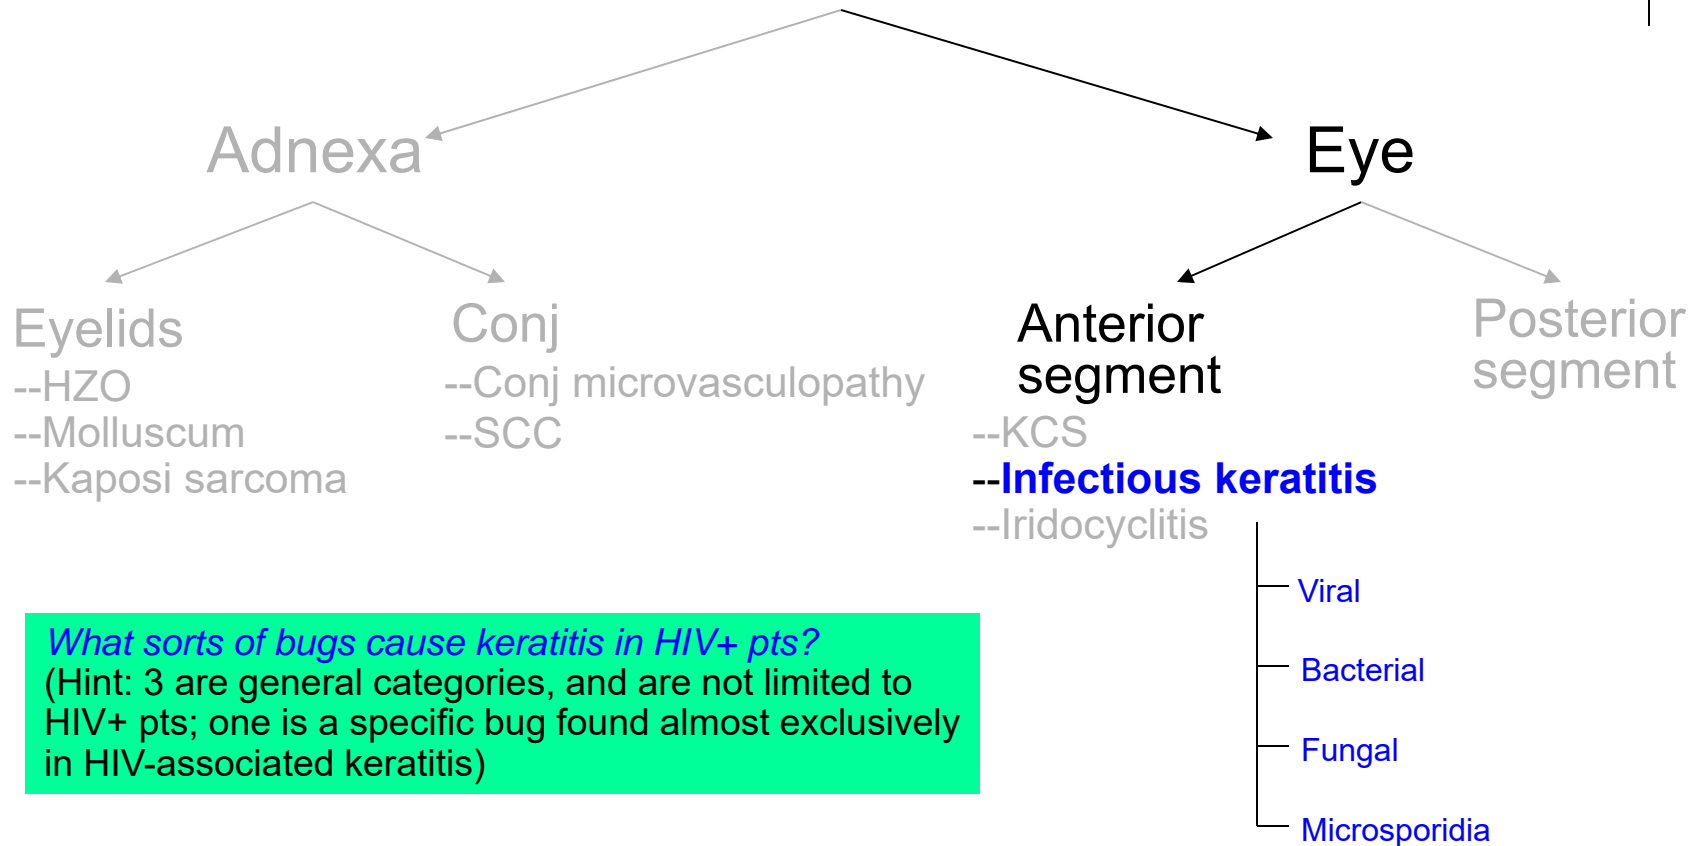 Adnexa
Eye
Eyelids
--HZO
--Molluscum
--Kaposi sarcoma
Conj
--Conj microvasculopathy
--SCC
Anterior
segment
--KCS
--Infectious keratitis
--Iridocyclitis
Posterior
segment
Viral
Bacterial
Fungal
Microsporidia
What sorts of bugs cause keratitis in HIV+ pts?
(Hint: 3 are general categories, and are not limited to
HIV+ pts; one is a specific bug found almost exclusively
in HIV-associated keratitis)